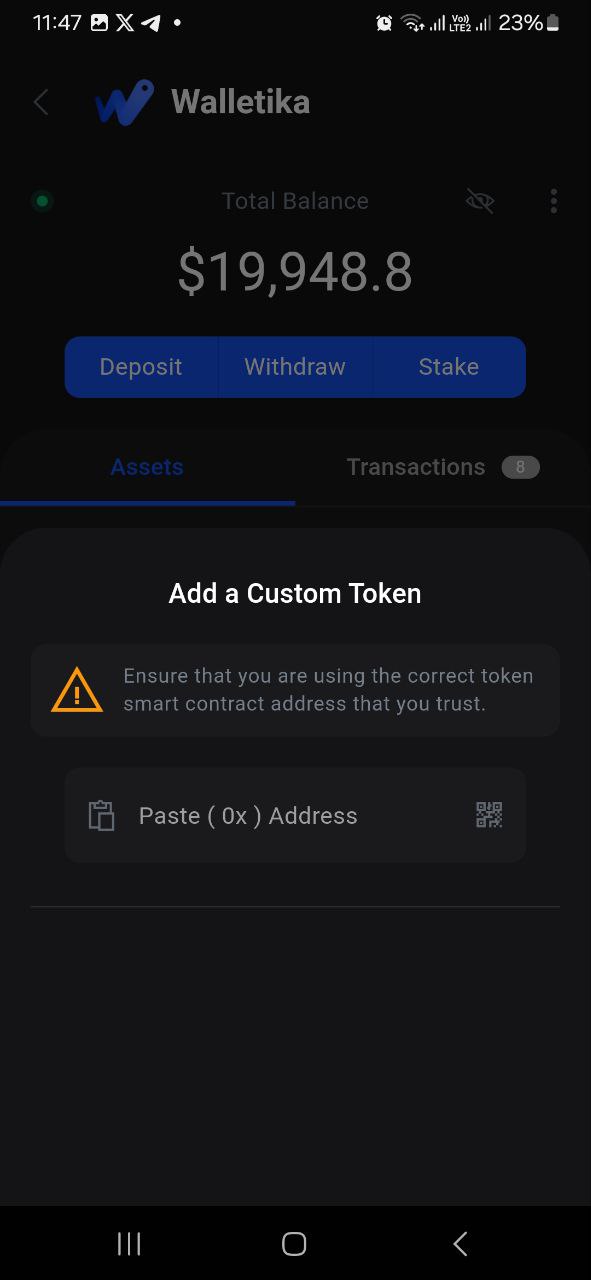 11:47
Vo)) LTE2 23%
Walletika
Total Balance
$19,948.8
Deposit Withdraw Stake
Assets Transactions 8
Add a Custom Token
Ensure that you are using the correct token
smart contract address that you trust.
Paste ( 0x ) Address